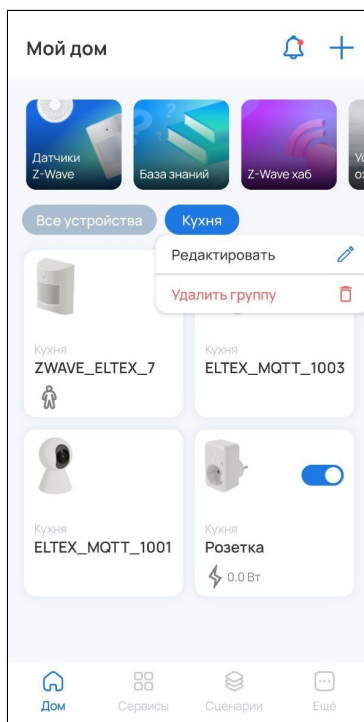 Мой дом
Датчики
Z-Wave
База знаний
Z-Wave хаб
Все устройства
Кухня
Редактировать
Удалить группу
Кухня
ZWAVE_ELTEX_7
Кухня
ELTEX_MQTT_1003
Кухня
ELTEX_MQTT_1001
Кухня
Розетка
0.0 Вт
Дом
Сервисы
Сценарии
Ещё